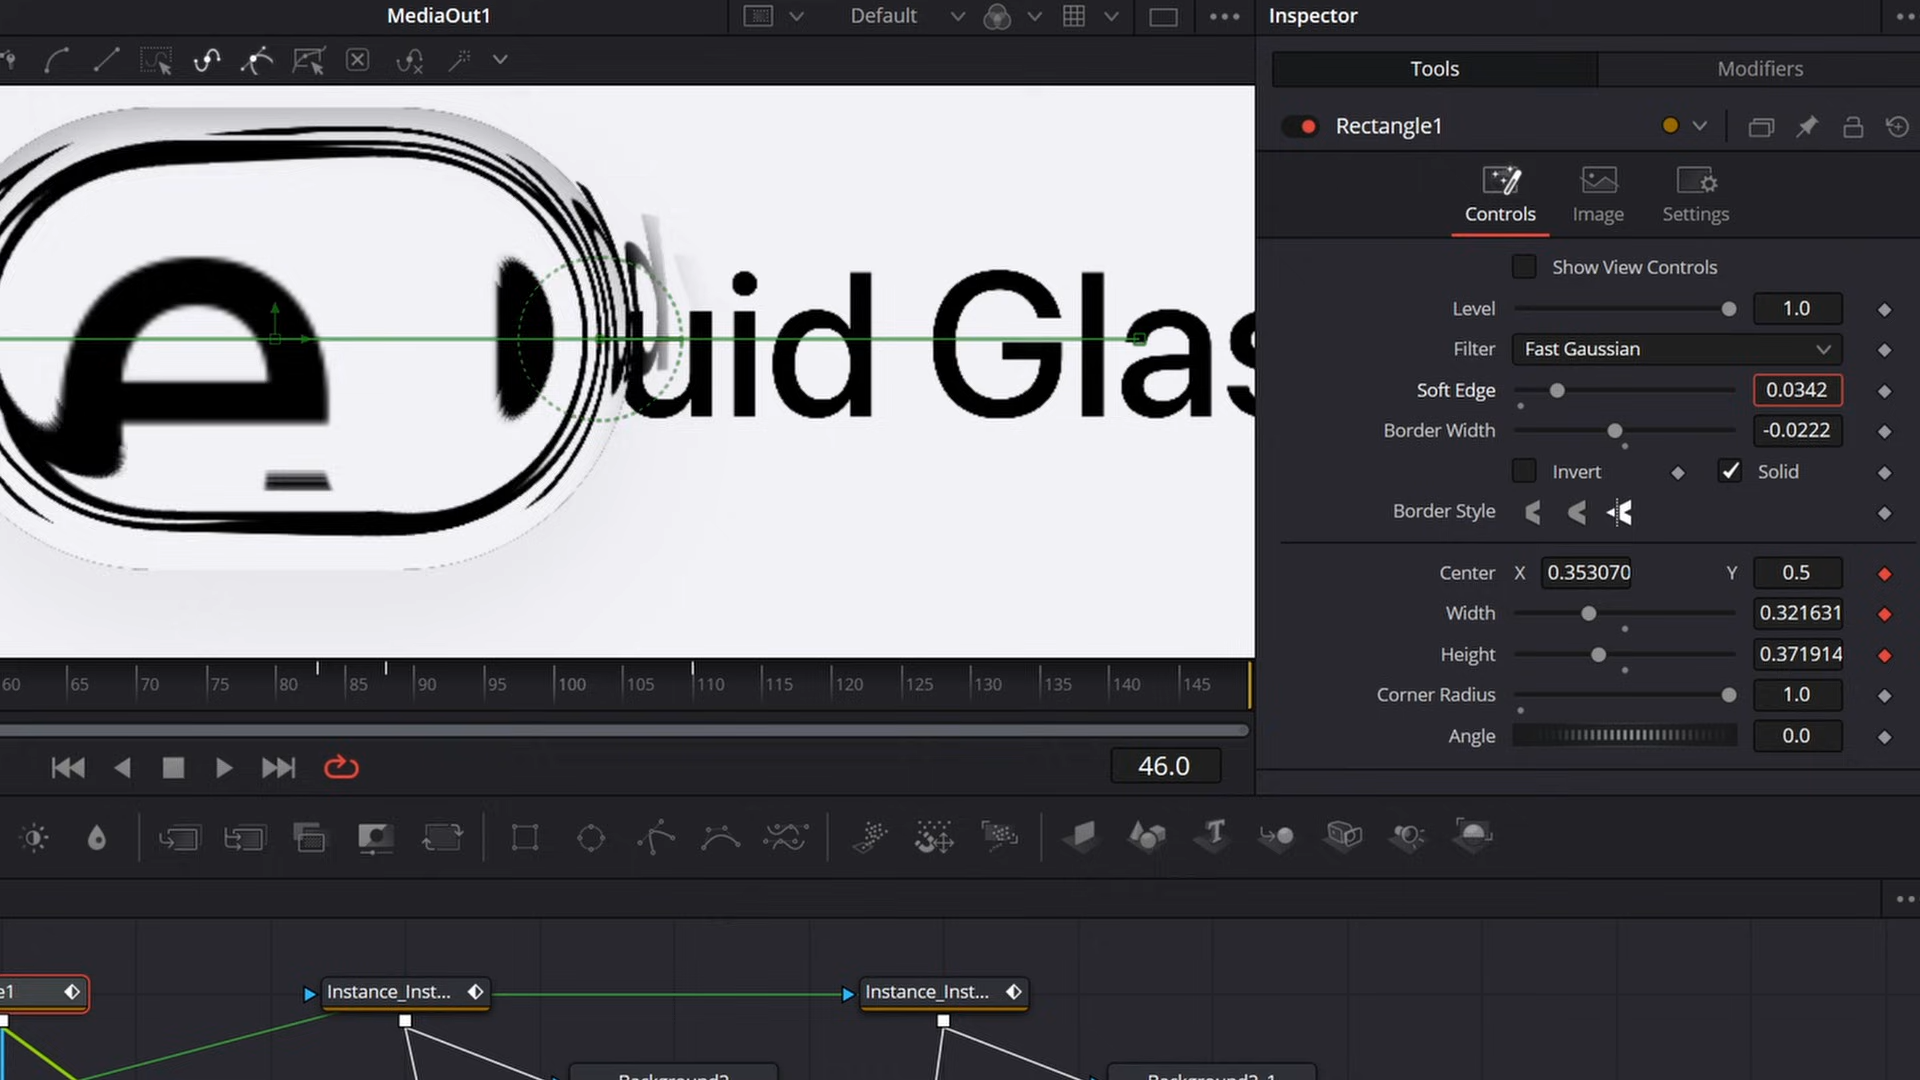 MediaOut1
Default
Inspector
Tools
Modifiers
Rectangle1
Controls
Image
Settings
Show View Controls
Level
1.0
Filter
Fast Gaussian
Soft Edge
0.0342
Border Width
-0.0222
Invert
Solid
Border Style
Center
X
0.353070
Y
0.5
Width
0.321631
Height
0.371914
Corner Radius
1.0
Angle
0.0
e
uid Glas
60
65
70
75
80
85
90
95
100
105
110
115
120
125
130
135
140
145
46.0
e1
Instance_Inst...
Instance_Inst...
Background2
Background2_1